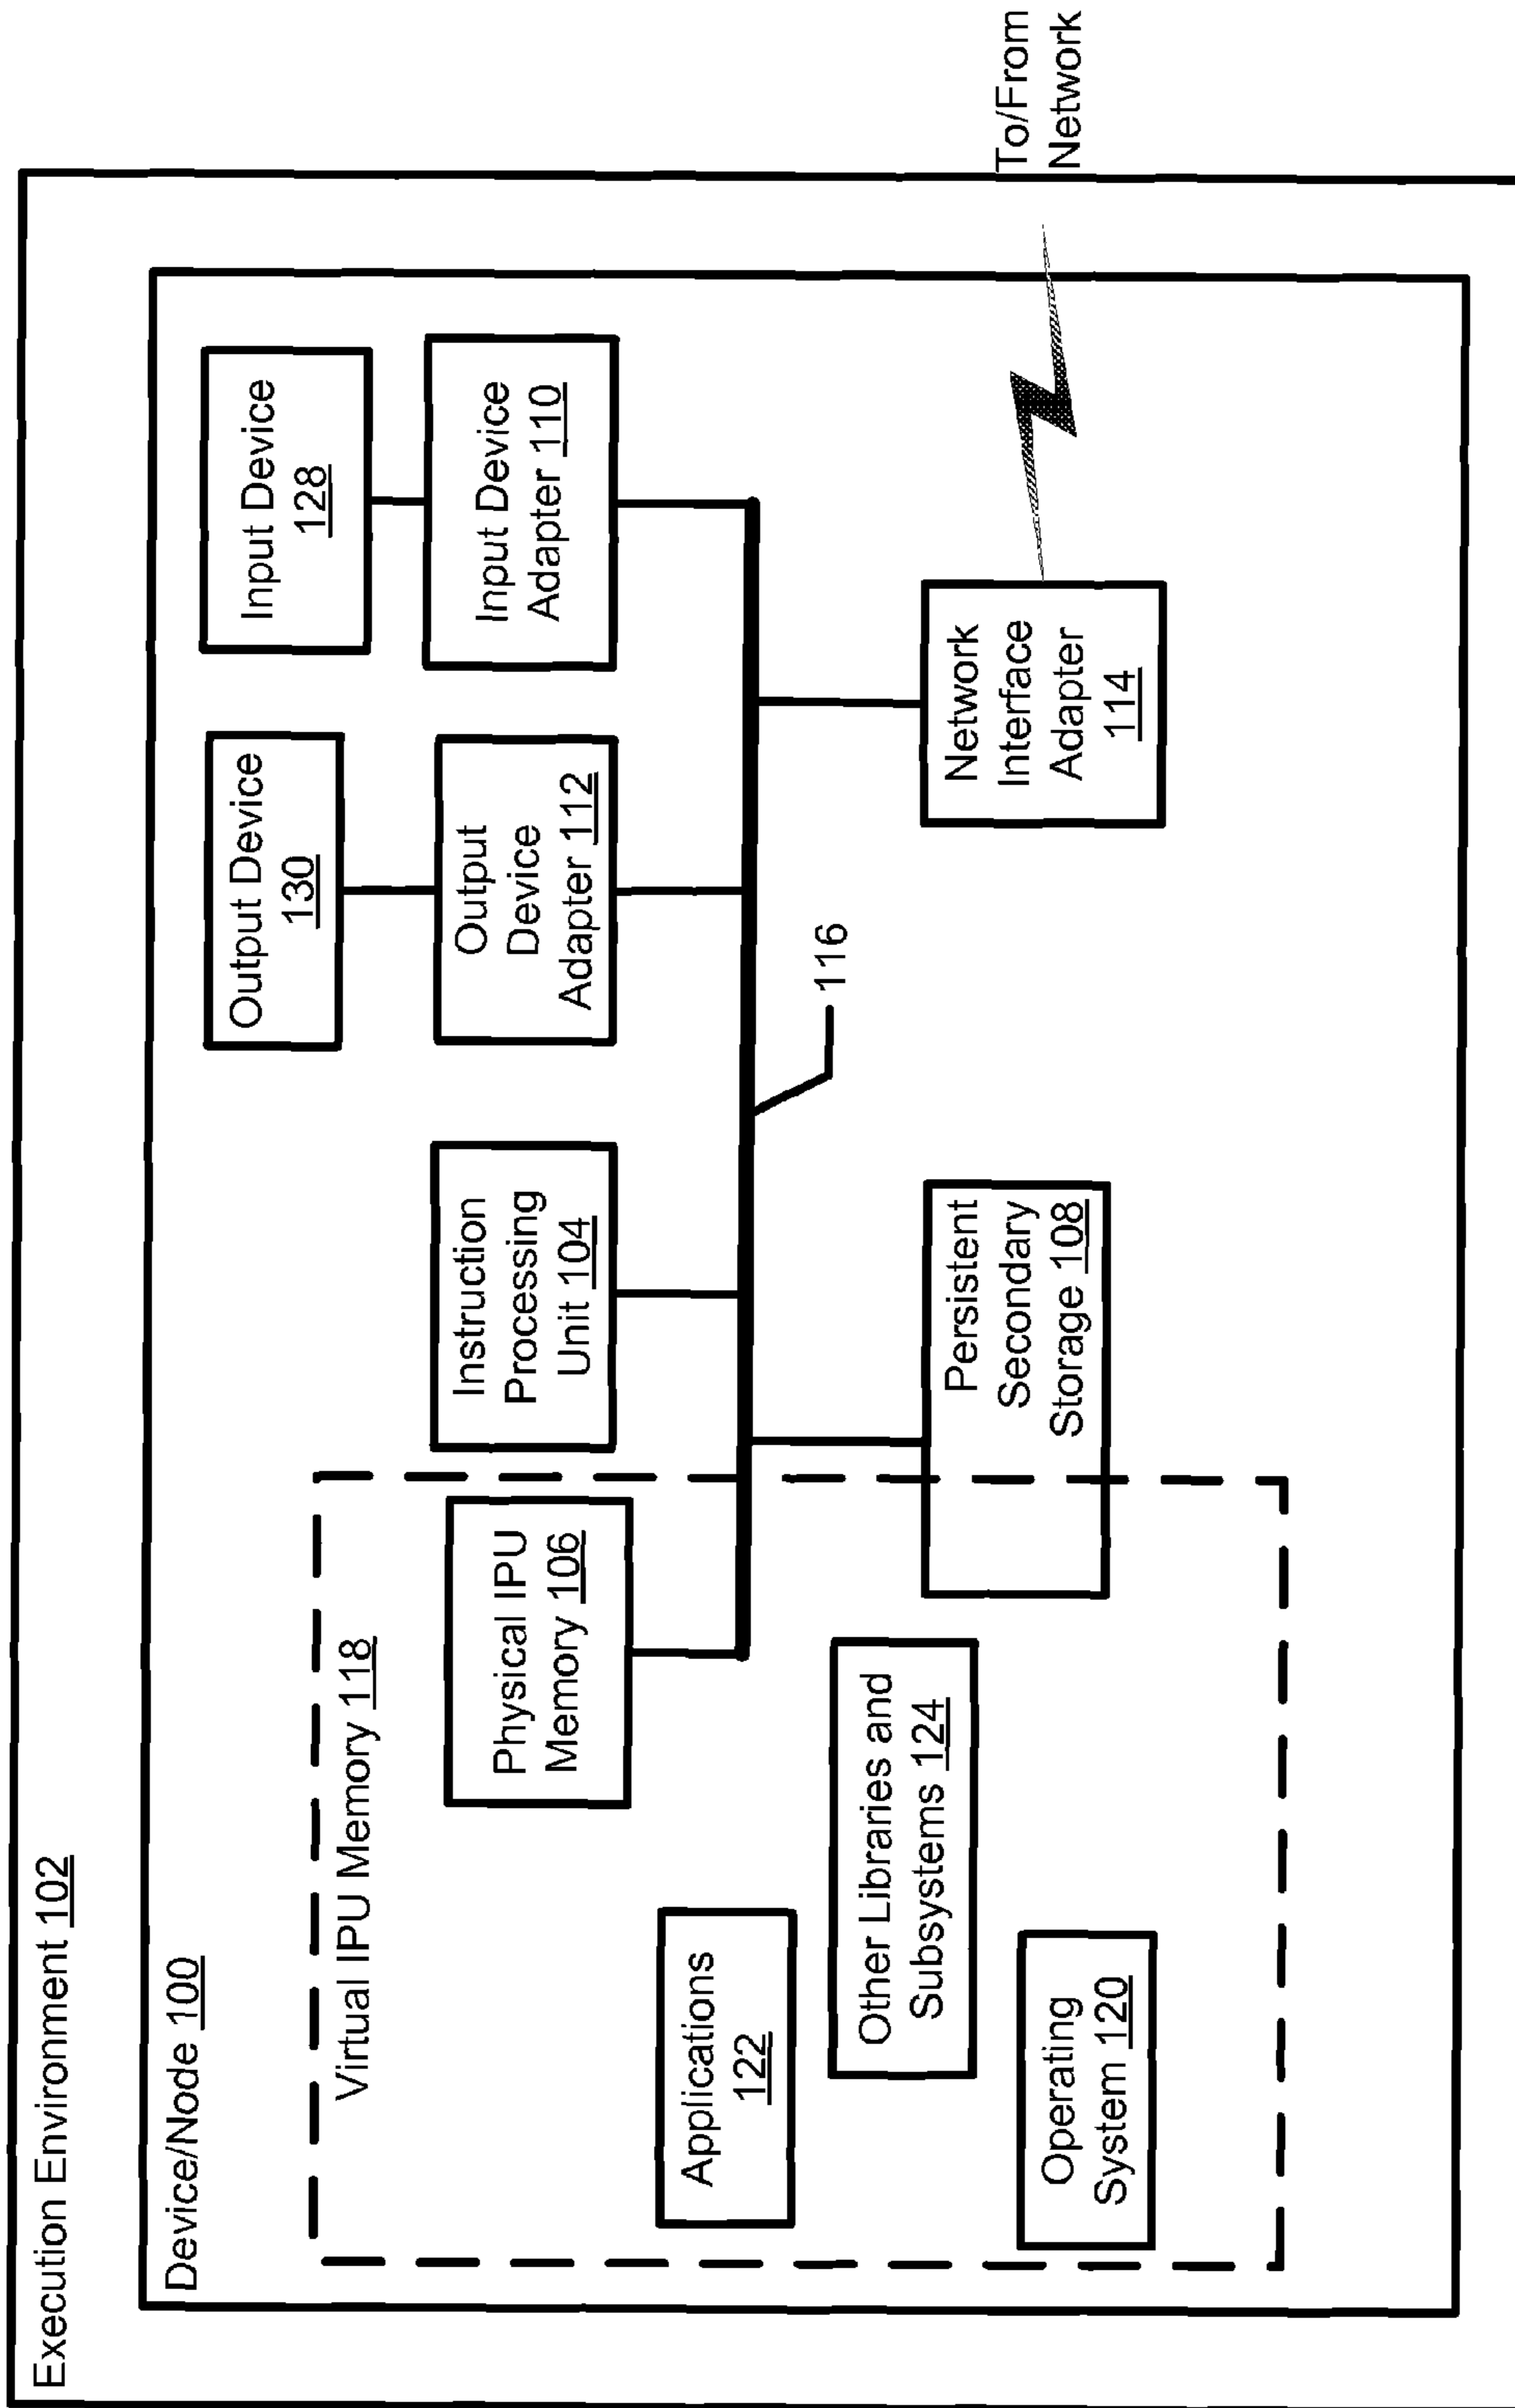 Execution Environment 102
Device/Node 100
Virtual IPU Memory 118
Physical IPU
Memory 106
Instruction
Processing
Unit 104
Output Device
130
Output
Device
Adapter 112
Input Device
128
Input Device
Adapter 110
Applications
122
Other Libraries and
Subsystems 124
Operating
System 120
116
Persistent
Secondary
Storage 108
Network
Interface
Adapter
114
To/From
Network